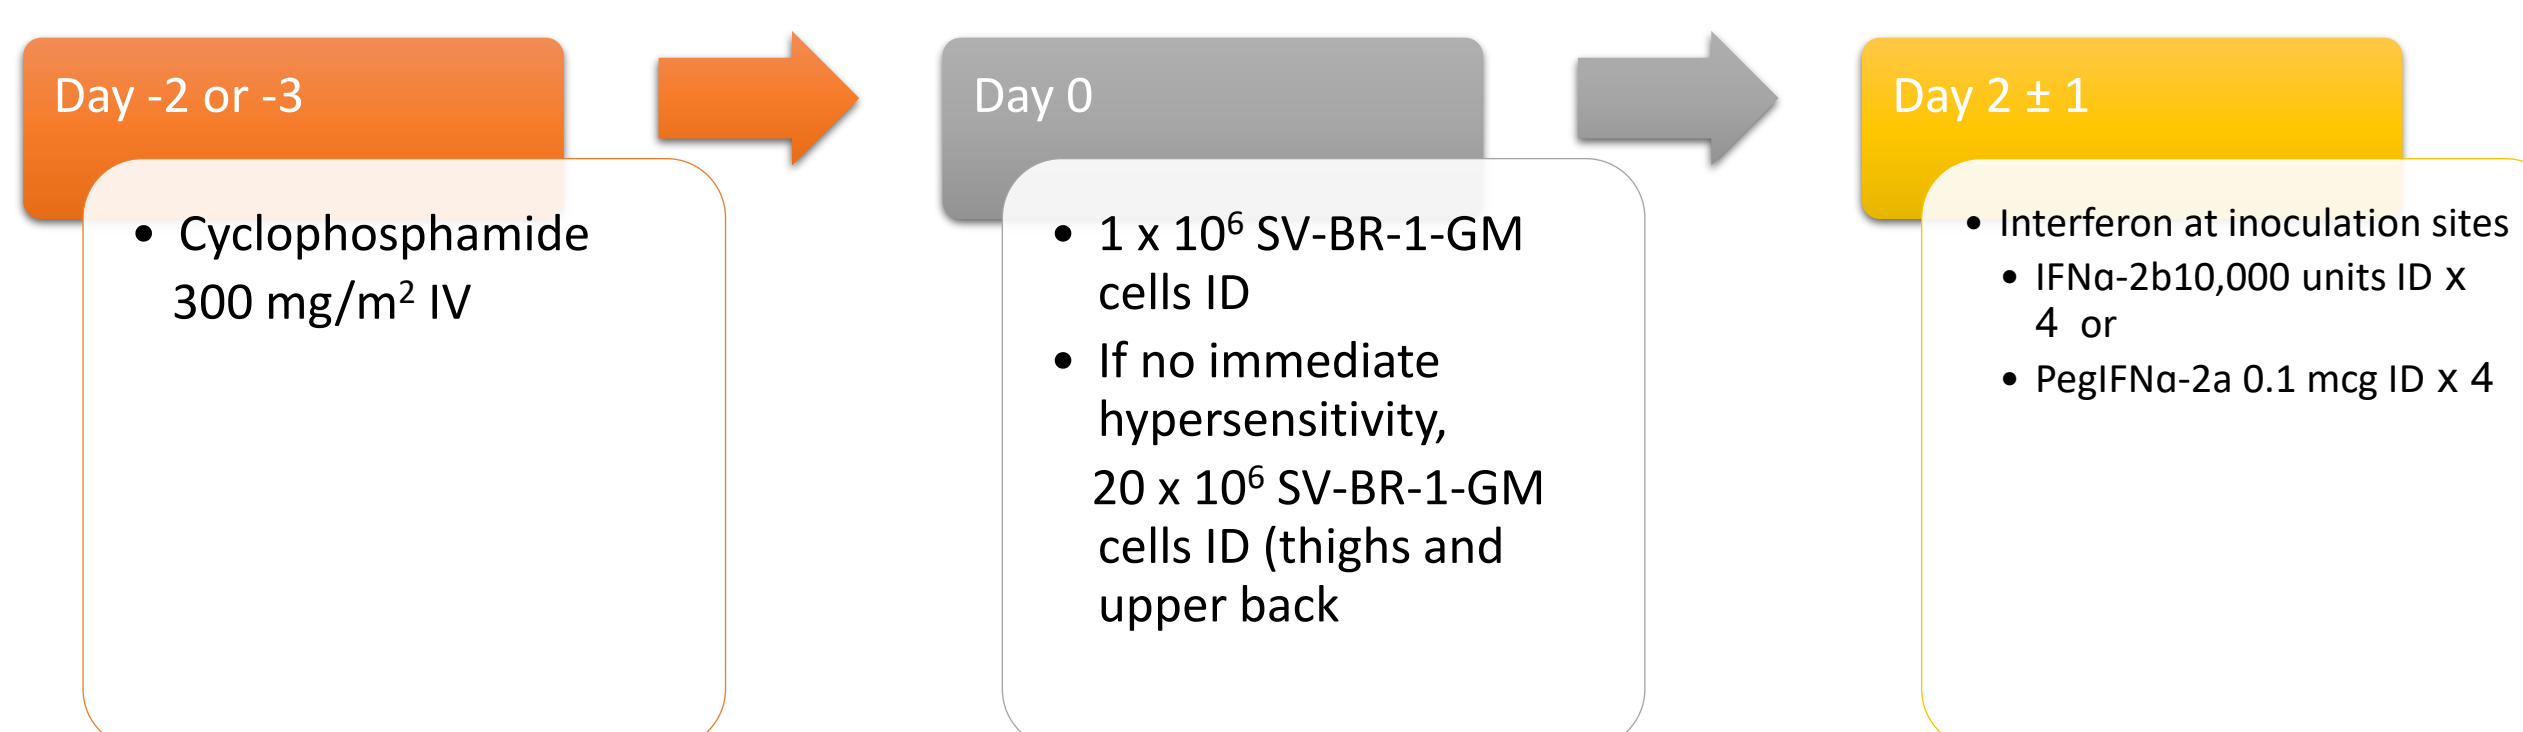 Day -2 or -3
• Cyclophosphamide
300 mg/m² IV
Day 0
• 1 x 10⁶ SV-BR-1-GM
cells ID
• If no immediate
hypersensitivity,
20 x 10⁶ SV-BR-1-GM
cells ID (thighs and
upper back
Day 2 ± 1
• Interferon at inoculation sites
• IFNɑ-2b10,000 units ID x
4 or
• PegIFNɑ-2a 0.1 mcg ID x 4